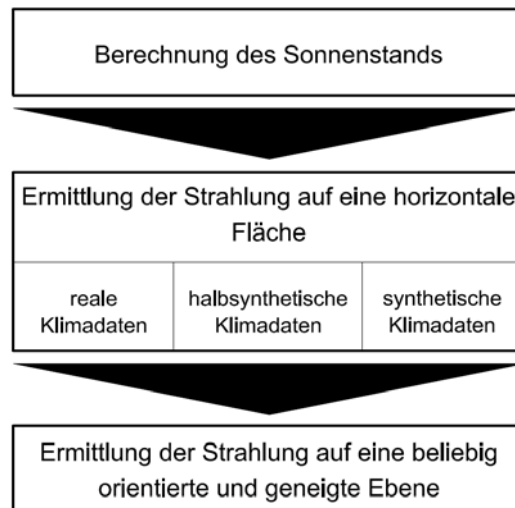 Berechnung des Sonnenstands
Ermittlung der Strahlung auf eine horizontale
Fläche
reale
Klimadaten
halbsynthetische
Klimadaten
synthetische
Klimadaten
Ermittlung der Strahlung auf eine beliebig
orientierte und geneigte Ebene